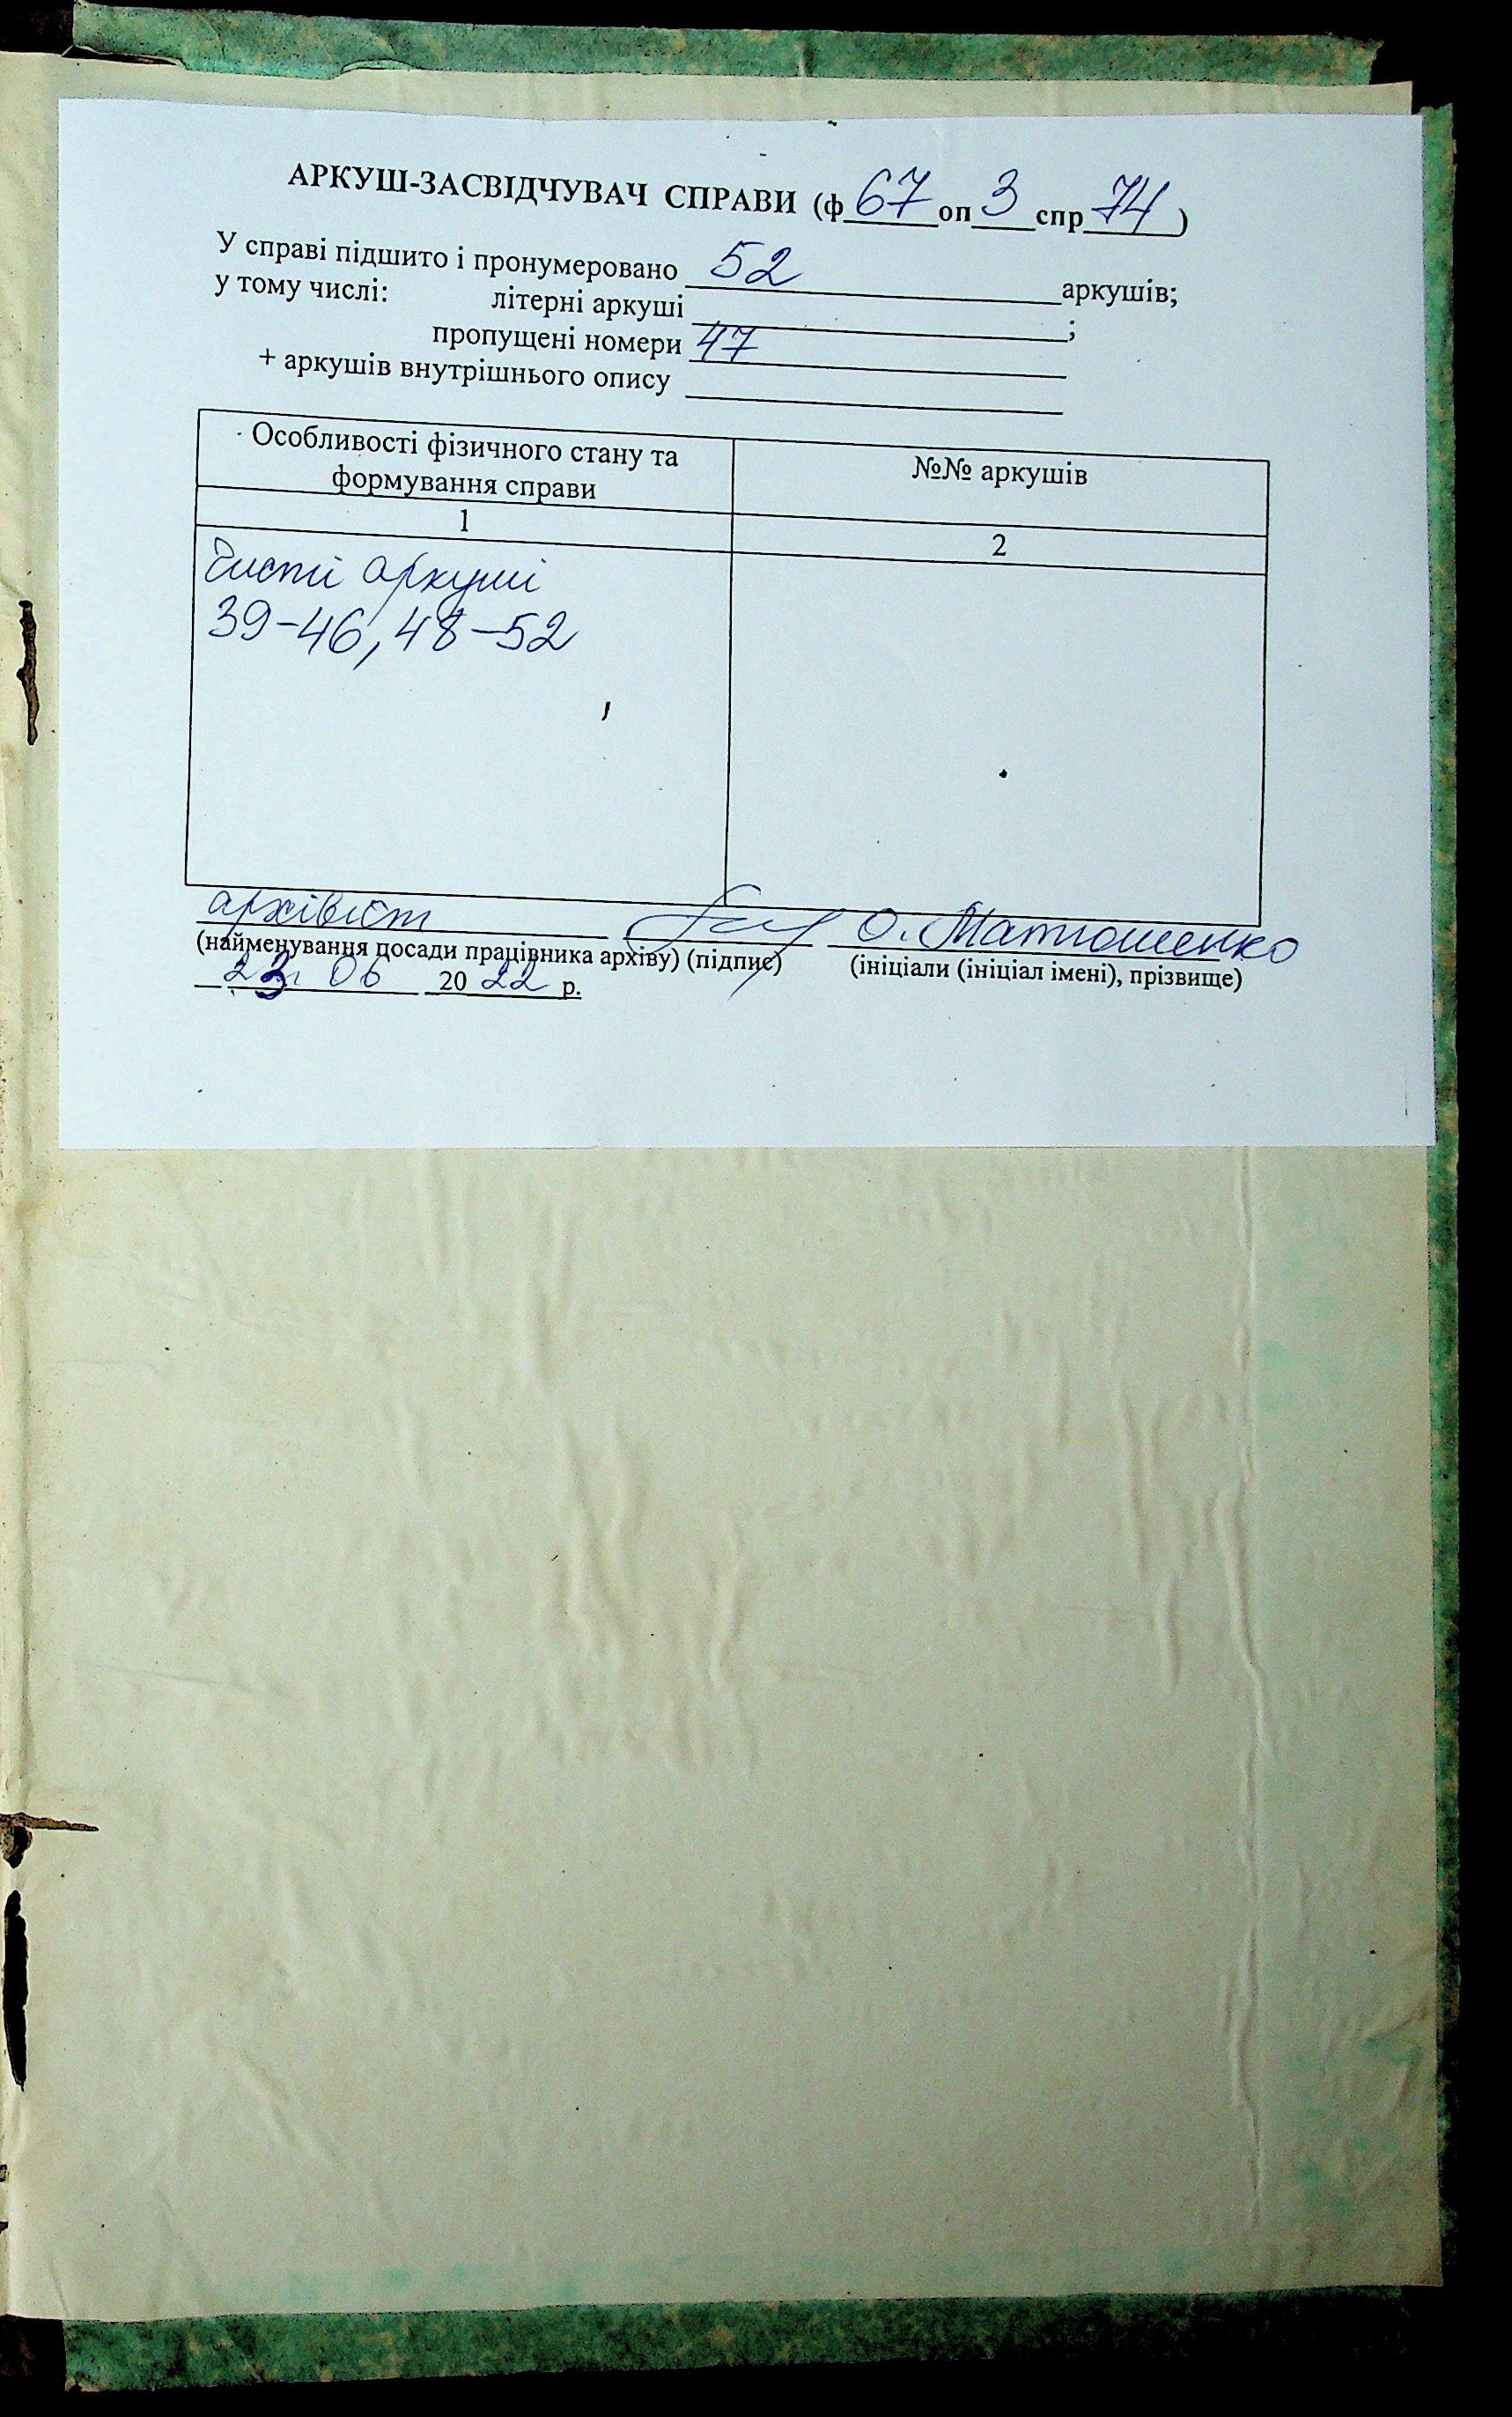 АРКУШ-ЗАСВІДЧУВАЧ СПРАВИ (ф 67 оп 3 спр 74)
У справі підшито і пронумеровано 52 аркушів;
у тому числі: літерні аркуші ;
пропущені номери 47
+ аркушів внутрішнього опису
Особливості фізичного стану та
формування справи
№№ аркушів
1
2
Чисті аркуші
39-46, 48-52
архівіст О. Матюшенко
(найменування посади працівника архіву) (підпис) (ініціали (ініціал імені), прізвище)
23. 06 20 22 р.